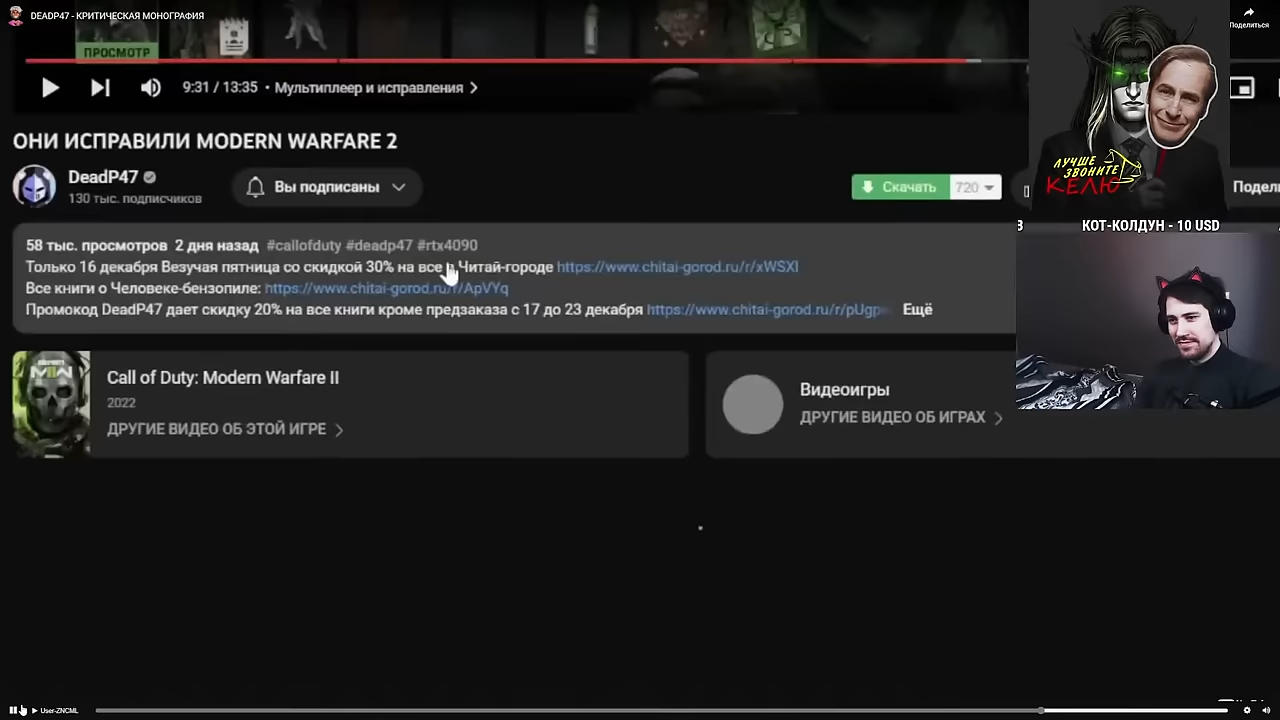 DEADP47 - КРИТИЧЕСКАЯ МОНОГРАФИЯ
Поделиться
ПРОСМОТР
9:31 / 13:35 • Мультиплеер и исправления
ОНИ ИСПРАВИЛИ MODERN WARFARE 2
DeadP47
130 тыс. подписчиков
Вы подписаны
Скачать 720
ЛУЧШЕ
ЗВОНИТЕ
КЕЛЮ
КОТ-КОЛДУН - 10 USD
58 тыс. просмотров 2 дня назад #callofduty #deadp47 #rtx4090
Только 16 декабря Везучая пятница со скидкой 30% на все в Читай-городе https://www.chitai-gorod.ru/r/xWSXI
Все книги о Человеке-бензопиле: https://www.chitai-gorod.ru/r/ApVYq
Промокод DeadP47 дает скидку 20% на все книги кроме предзаказа с 17 до 23 декабря https://www.chitai-gorod.ru/r/pUgp Ещё
Call of Duty: Modern Warfare II
2022
ДРУГИЕ ВИДЕО ОБ ЭТОЙ ИГРЕ
Видеоигры
ДРУГИЕ ВИДЕО ОБ ИГРАХ
User-ZNCML